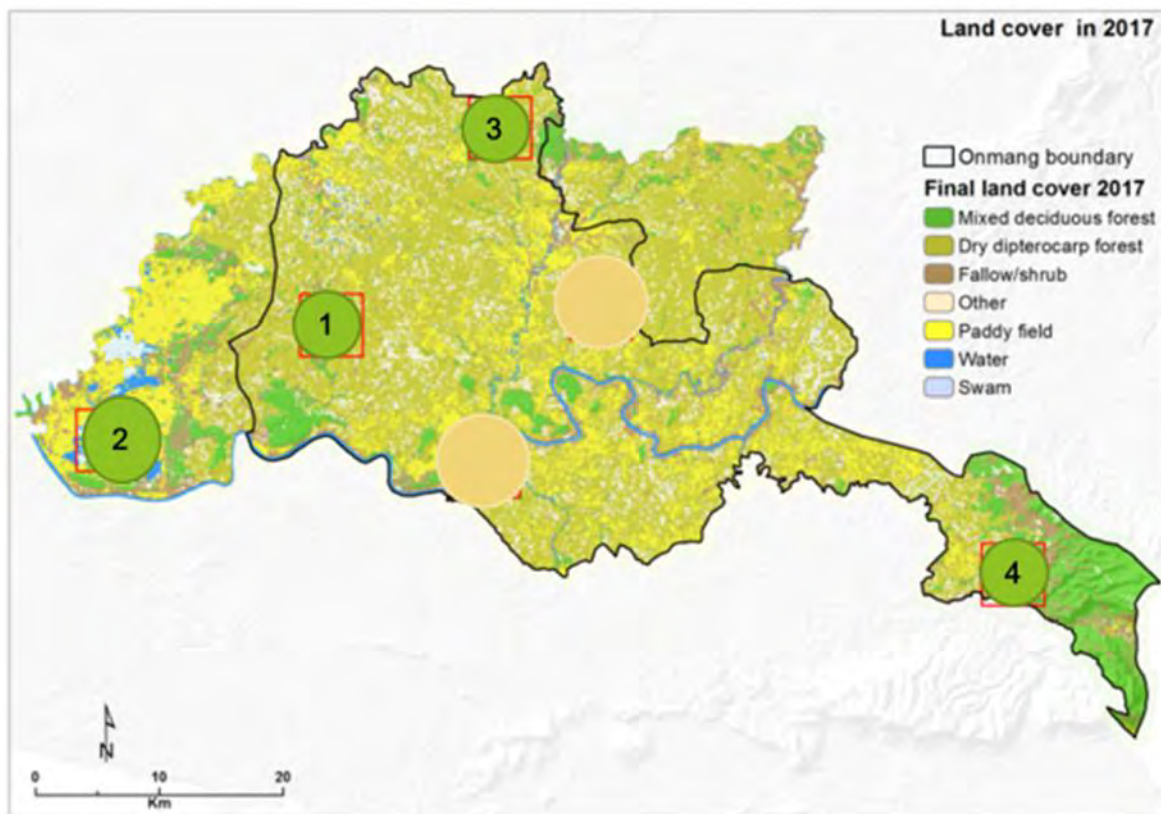 Land cover in 2017
Onmang boundary
Final land cover 2017
Mixed deciduous forest
Dry dipterocarp forest
Fallow/shrub
Other
Paddy field
Water
Swam
3
1
2
4
N
0 10 20
Km